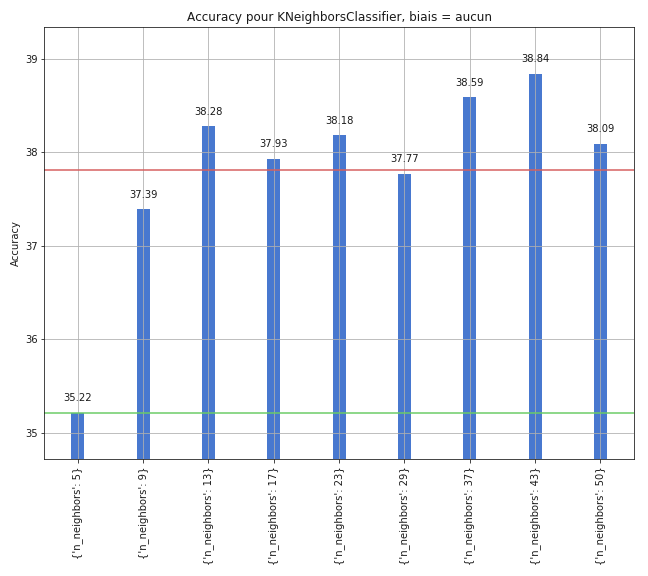 Accuracy pour KNeighborsClassifier, biais = aucun
Accuracy
39
38
37
36
35
35.22
37.39
38.28
37.93
38.18
37.77
38.59
38.84
38.09
{'n_neighbors': 5}
{'n_neighbors': 9}
{'n_neighbors': 13}
{'n_neighbors': 17}
{'n_neighbors': 23}
{'n_neighbors': 29}
{'n_neighbors': 37}
{'n_neighbors': 43}
{'n_neighbors': 50}